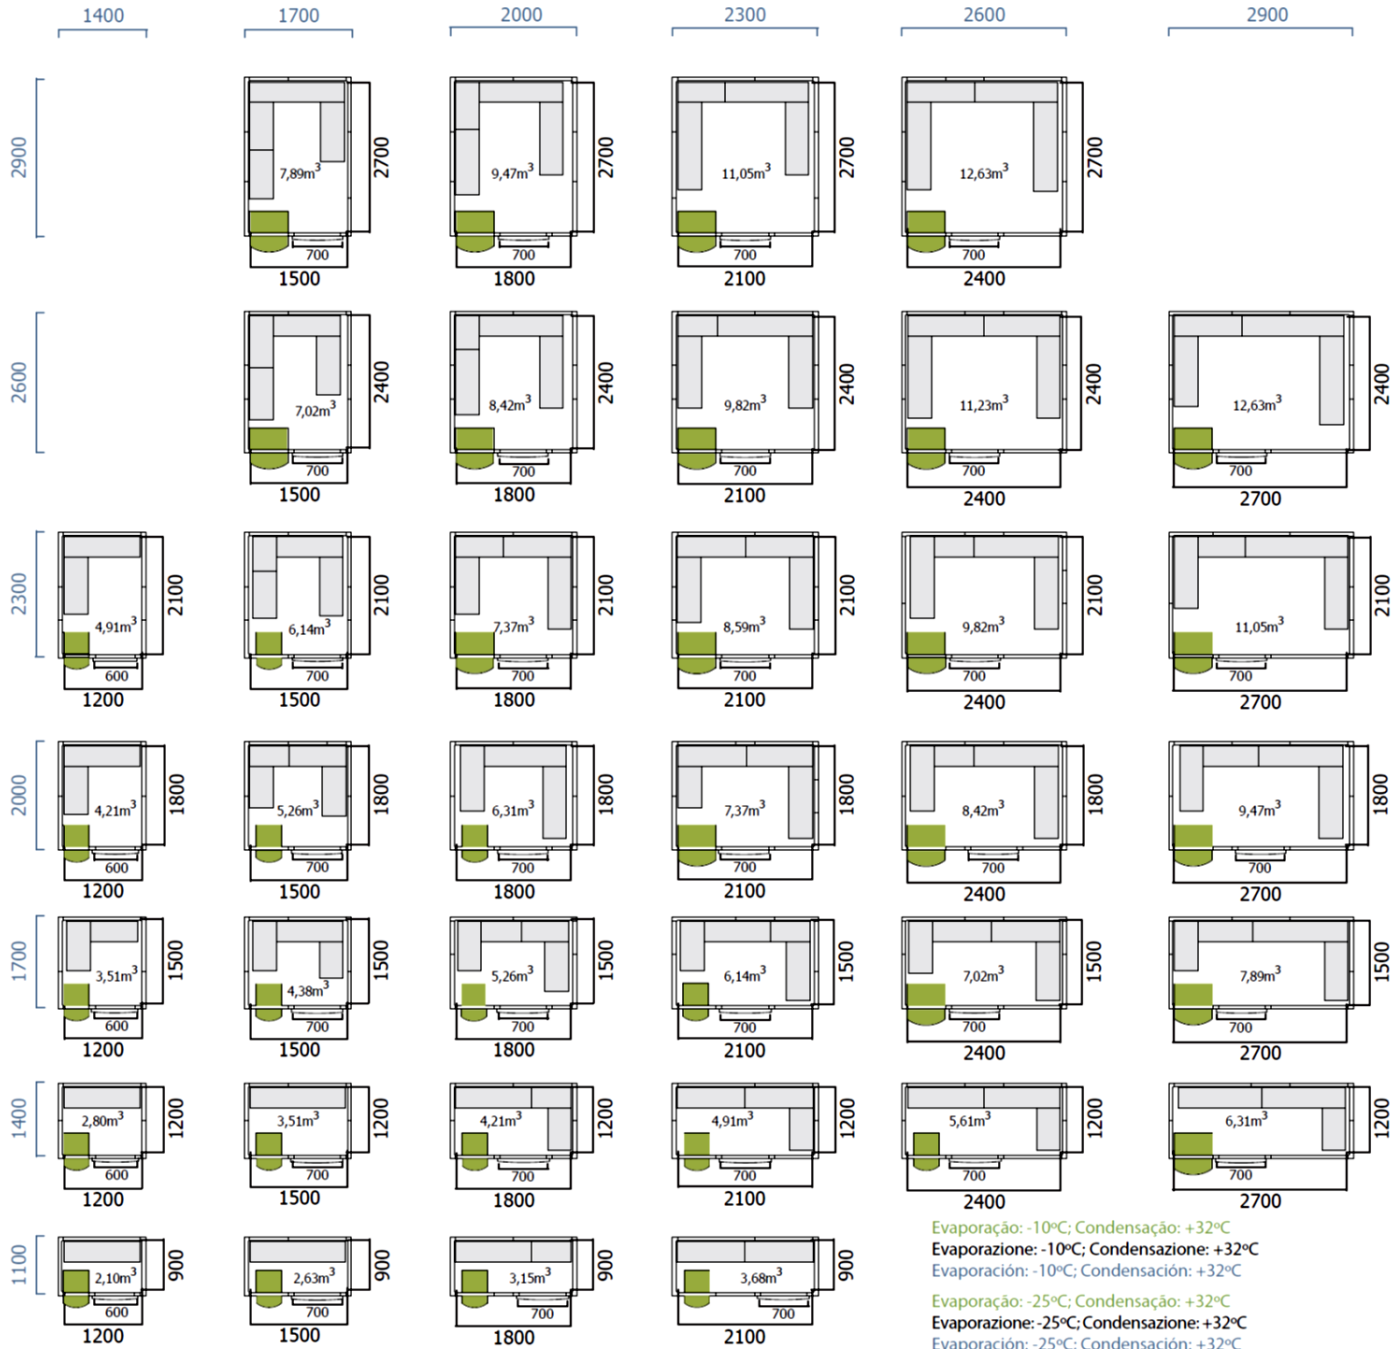 1400 1700 2000 2300 2600 2900
2900
7,89m³ 2700
700
1500
9,47m³ 2700
700
1800
11,05m³ 2700
700
2100
12,63m³ 2700
700
2400
2600
7,02m³ 2400
700
1500
8,42m³ 2400
700
1800
9,82m³ 2400
700
2100
11,23m³ 2400
700
2400
12,63m³ 2400
700
2700
2300
4,91m³ 2100
600
1200
6,14m³ 2100
700
1500
7,37m³ 2100
700
1800
8,59m³ 2100
700
2100
9,82m³ 2100
700
2400
11,05m³ 2100
700
2700
2000
4,21m³ 1800
600
1200
5,26m³ 1800
700
1500
6,31m³ 1800
700
1800
7,37m³ 1800
700
2100
8,42m³ 1800
700
2400
9,47m³ 1800
700
2700
1700
3,51m³ 1500
600
1200
4,38m³ 1500
700
1500
5,26m³ 1500
700
1800
6,14m³ 1500
700
2100
7,02m³ 1500
700
2400
7,89m³ 1500
700
2700
1400
2,80m³ 1200
600
1200
3,51m³ 1200
700
1500
4,21m³ 1200
700
1800
4,91m³ 1200
700
2100
5,61m³ 1200
700
2400
6,31m³ 1200
700
2700
1100
2,10m³ 900
600
1200
2,63m³ 900
700
1500
3,15m³ 900
700
1800
3,68m³ 900
700
2100
Evaporação: -10ºC; Condensação: +32ºC
Evaporazione: -10ºC; Condensazione: +32ºC
Evaporación: -10ºC; Condensación: +32ºC
Evaporação: -25ºC; Condensação: +32ºC
Evaporazione: -25ºC; Condensazione: +32ºC
Evaporación: -25ºC; Condensación: +32ºC